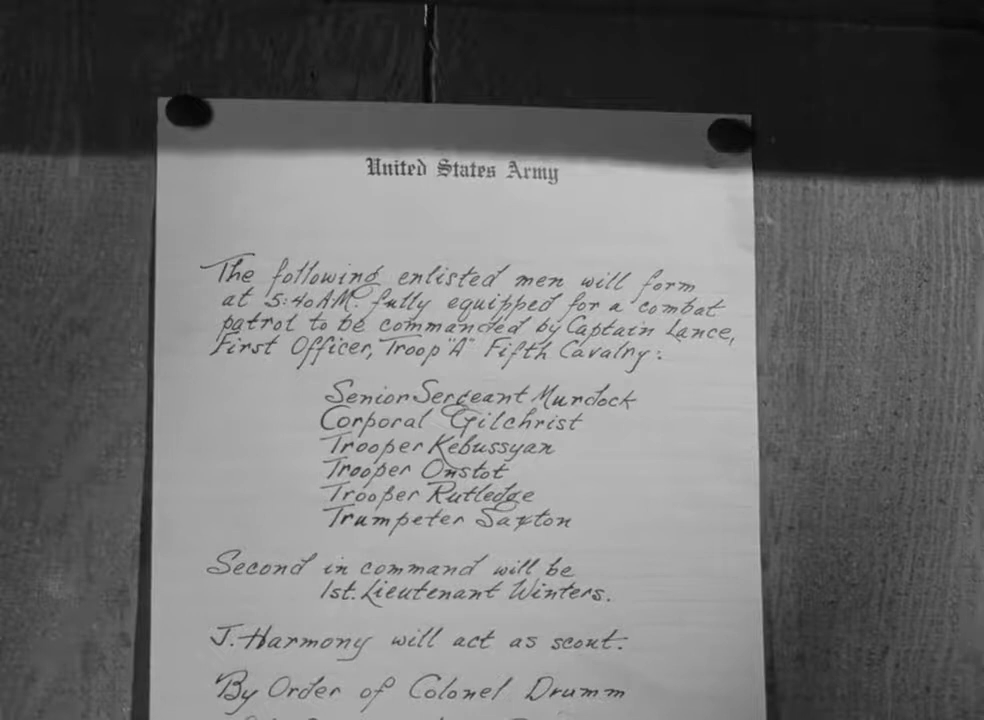 United States Army
The following enlisted men will form
at 5:40 A.M. fully equipped for a combat
patrol to be commanded by Captain Lance,
First Officer, Troop "A" Fifth Cavalry:
Senior Sergeant Murdock
Corporal Gilchrist
Trooper Kebussyan
Trooper Onstot
Trooper Rutledge
Trumpeter Saxton
Second in command will be
1st. Lieutenant Winters.
J. Harmony will act as scout.
By Order of Colonel Drumm